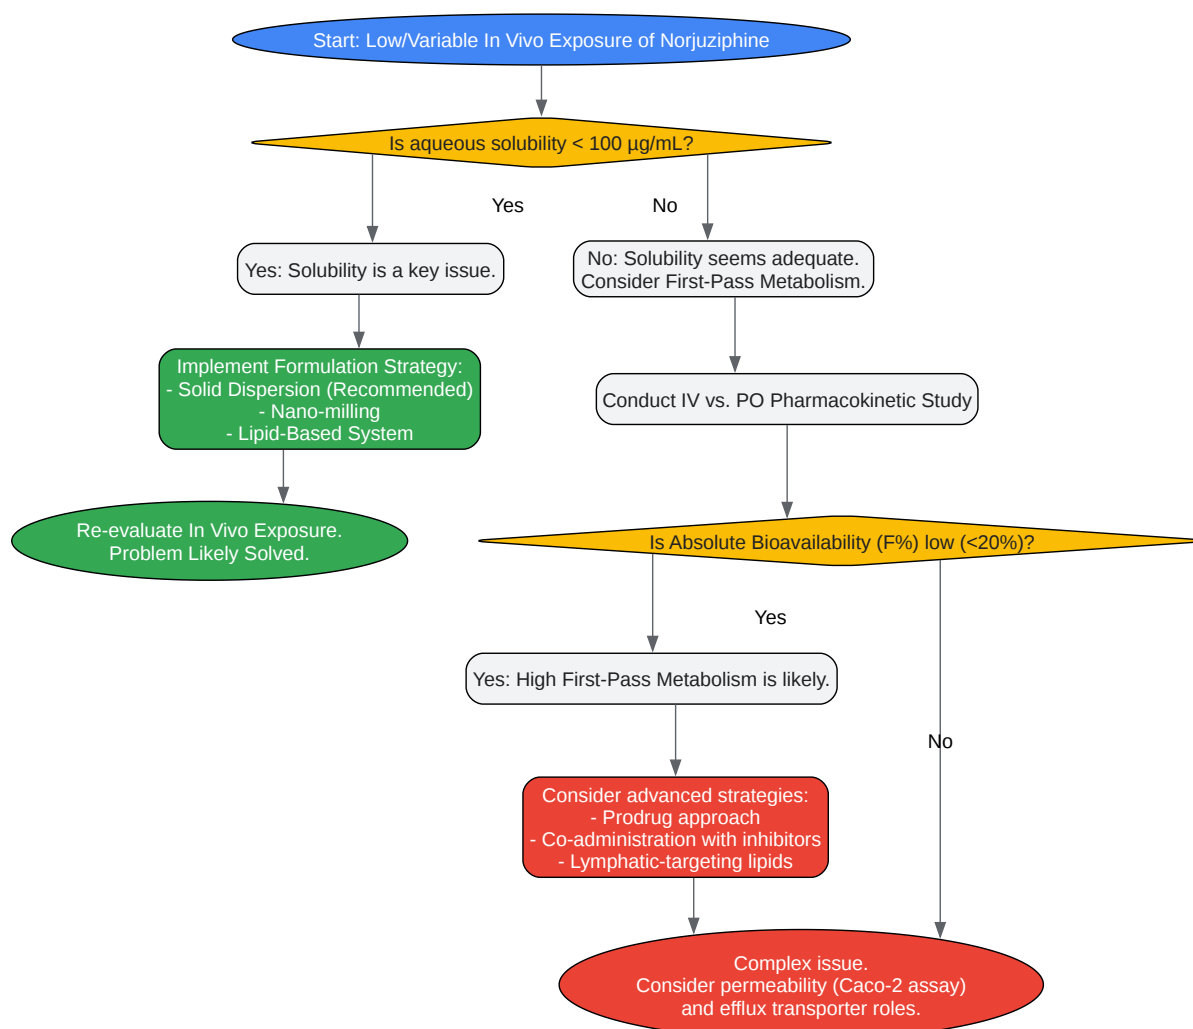 Start: Low/Variable In Vivo Exposure of Norjuziphine
Is aqueous solubility < 100 µg/mL?
Yes
No
Yes: Solubility is a key issue.
No: Solubility seems adequate.
Consider First-Pass Metabolism.
Implement Formulation Strategy:
- Solid Dispersion (Recommended)
- Nano-milling
- Lipid-Based System
Conduct IV vs. PO Pharmacokinetic Study
Re-evaluate In Vivo Exposure.
Problem Likely Solved.
Is Absolute Bioavailability (F%) low (<20%)?
Yes
Yes: High First-Pass Metabolism is likely.
No
Consider advanced strategies:
- Prodrug approach
- Co-administration with inhibitors
- Lymphatic-targeting lipids
Complex issue.
Consider permeability (Caco-2 assay)
and efflux transporter roles.